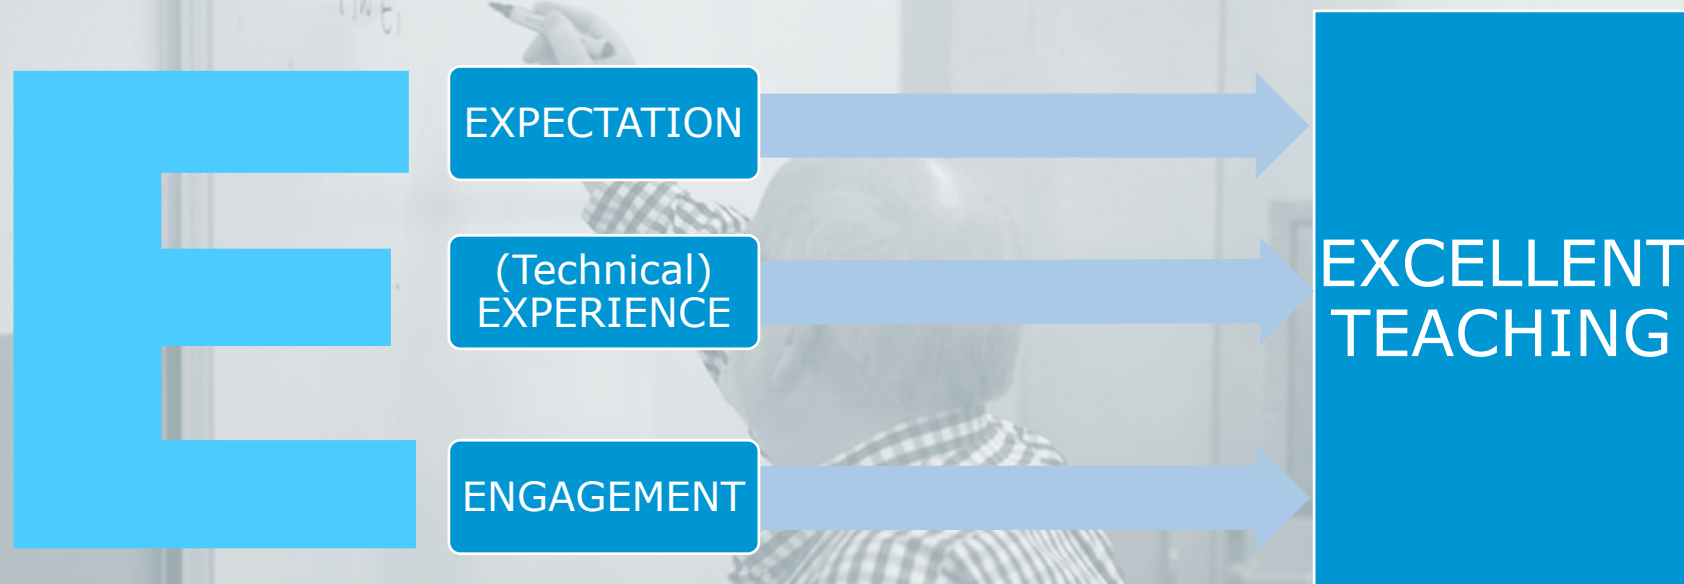 E
EXPECTATION
(Technical)
EXPERIENCE
ENGAGEMENT
EXCELLENT
TEACHING